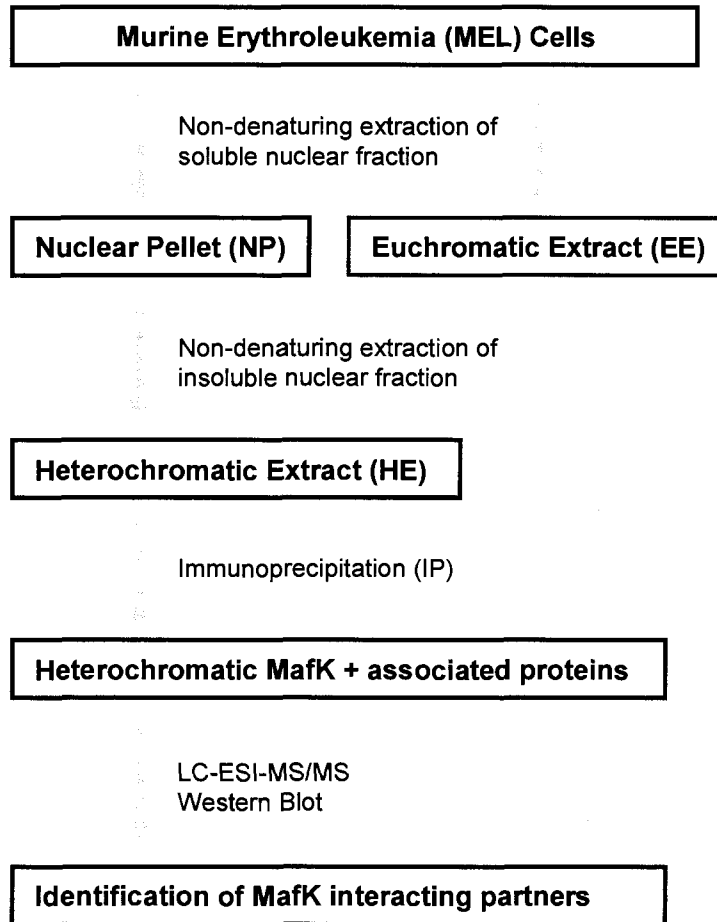 Murine Erythroleukemia (MEL) Cells
Non-denaturing extraction of
soluble nuclear fraction
Nuclear Pellet (NP)
Euchromatic Extract (EE)
Non-denaturing extraction of
insoluble nuclear fraction
Heterochromatic Extract (HE)
Immunoprecipitation (IP)
Heterochromatic MafK + associated proteins
LC-ESI-MS/MS
Western Blot
Identification of MafK interacting partners